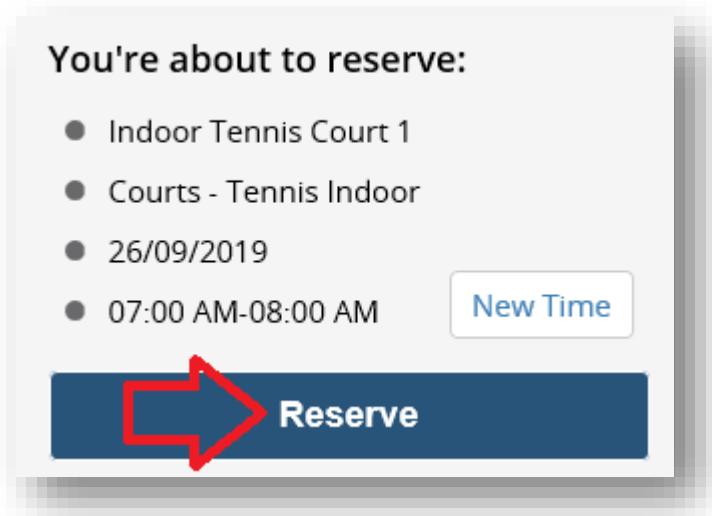 You're about to reserve:
Indoor Tennis Court 1
Courts - Tennis Indoor
26/09/2019
07:00 AM-08:00 AM
New Time
Reserve